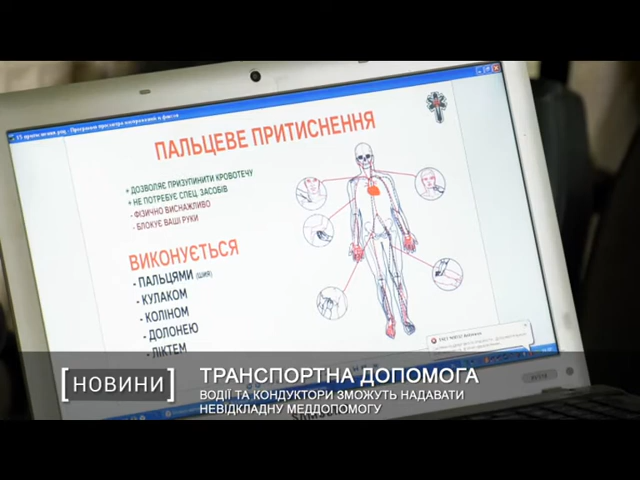 ПАЛЬЦЕВЕ ПРИТИСНЕННЯ
+ ДОЗВОЛЯЄ ПРИЗУПИНИТИ КРОВОТЕЧУ
+ НЕ ПОТРЕБУЄ СПЕЦ. ЗАСОБІВ
- ФІЗИЧНО ВИСНАЖЛИВО
- БЛОКУЄ ВАШІ РУКИ
ВИКОНУЄТЬСЯ
- ПАЛЬЦЯМИ (ШИЯ)
- КУЛАКОМ
- КОЛІНОМ
- ДОЛОНЕЮ
- ЛІКТЕМ
[НОВИНИ]
ТРАНСПОРТНА ДОПОМОГА
ВОДІЇ ТА КОНДУКТОРИ ЗМОЖУТЬ НАДАВАТИ
НЕВІДКЛАДНУ МЕДДОПОМОГУ